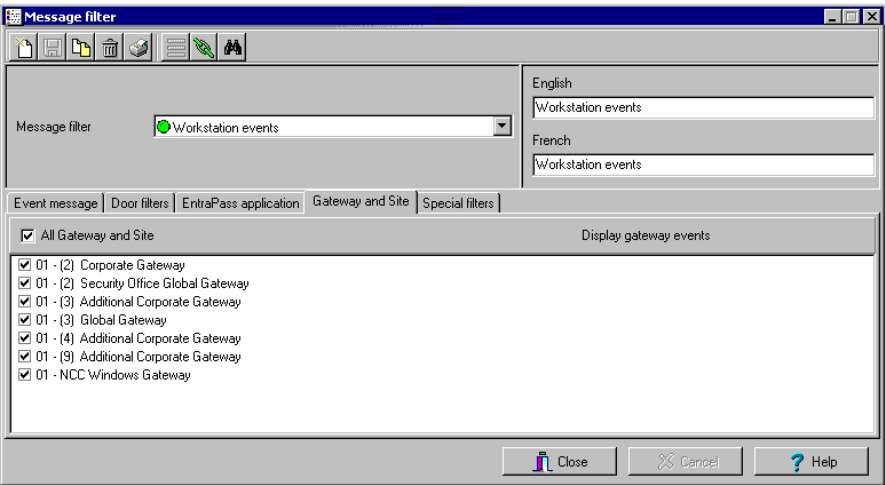 Message filter
English
Workstation events
Message filter
Workstation events
French
Workstation events
Event message
Door filters
EntraPass application
Gateway and Site
Special filters
All Gateway and Site
Display gateway events
01 - (2) Corporate Gateway
01 - (2) Security Office Global Gateway
01 - (3) Additional Corporate Gateway
01 - (3) Global Gateway
01 - (4) Additional Corporate Gateway
01 - (9) Additional Corporate Gateway
01 - NCC Windows Gateway
Close
Cancel
Help